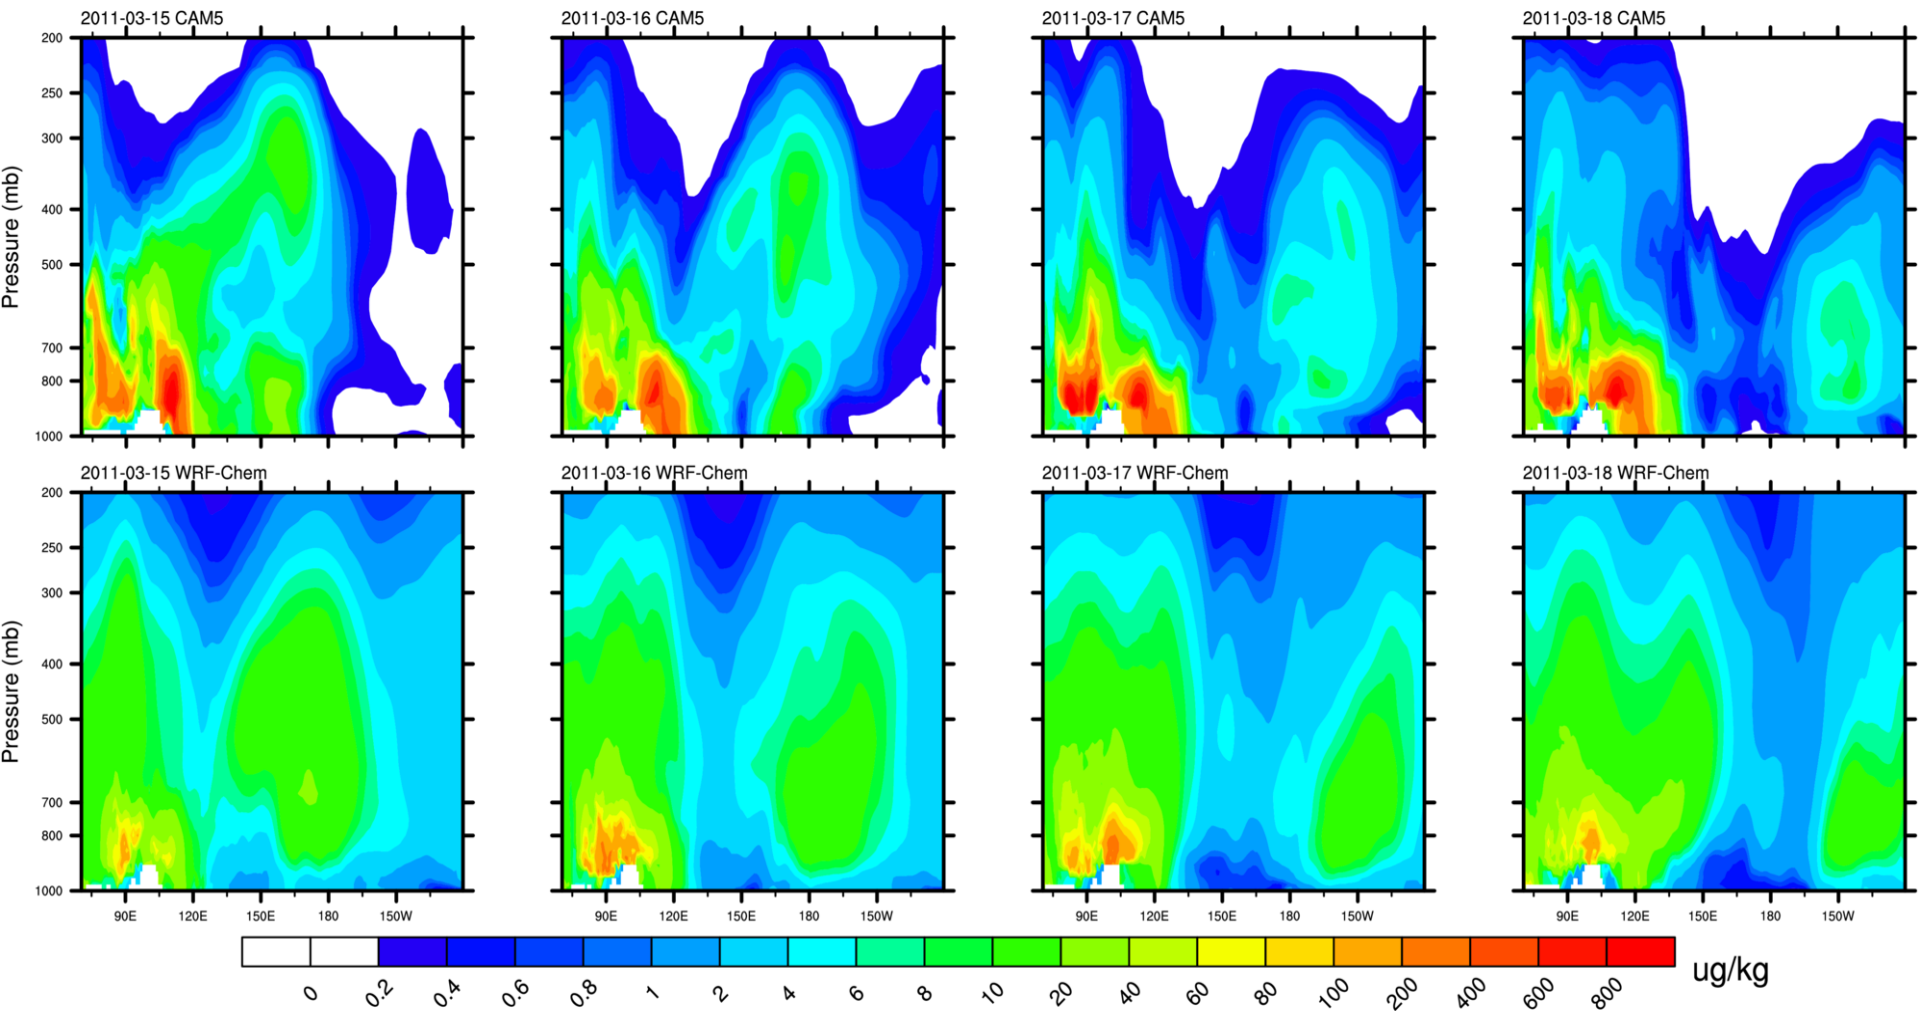 2011-03-15 CAM5 2011-03-16 CAM5 2011-03-17 CAM5 2011-03-18 CAM5
Pressure (mb)
200
250
300
400
500
700
800
1000
2011-03-15 WRF-Chem 2011-03-16 WRF-Chem 2011-03-17 WRF-Chem 2011-03-18 WRF-Chem
Pressure (mb)
200
250
300
400
500
700
800
1000
90E 120E 150E 180 150W 90E 120E 150E 180 150W 90E 120E 150E 180 150W 90E 120E 150E 180 150W
0 0.2 0.4 0.6 0.8 1 2 4 6 8 10 20 40 60 80 100 200 400 600 800
ug/kg